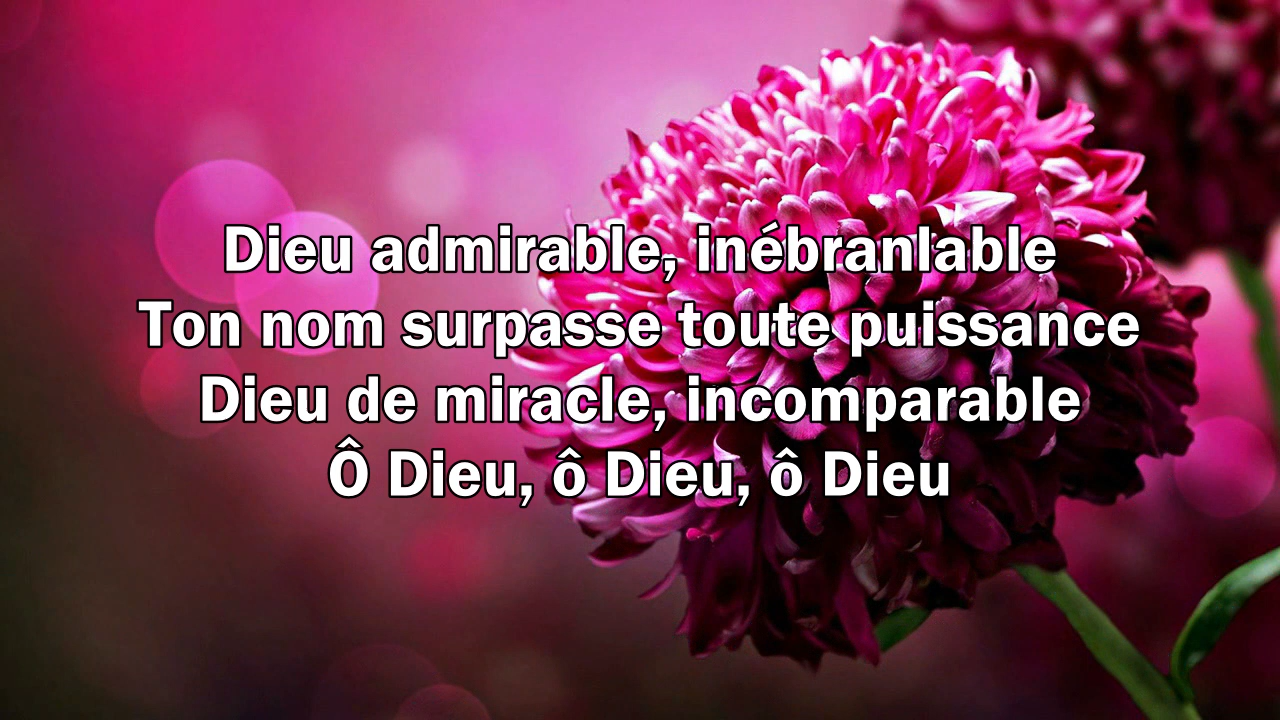 Dieu admirable, inébranlable
Ton nom surpasse toute puissance
Dieu de miracle, incomparable
Ô Dieu, ô Dieu, ô Dieu